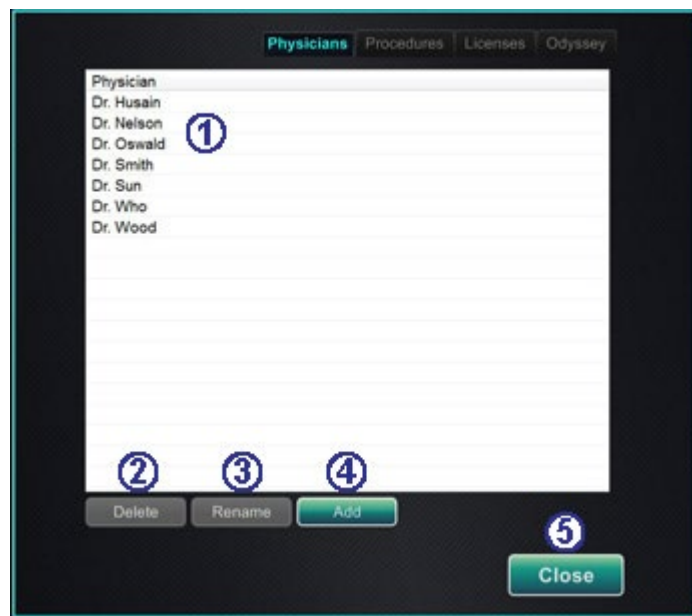 Physicians Procedures Licenses Odyssey
Physician
Dr. Husain
Dr. Nelson
1
Dr. Oswald
Dr. Smith
Dr. Sun
Dr. Who
Dr. Wood
2 3 4
Delete Rename Add
5
Close